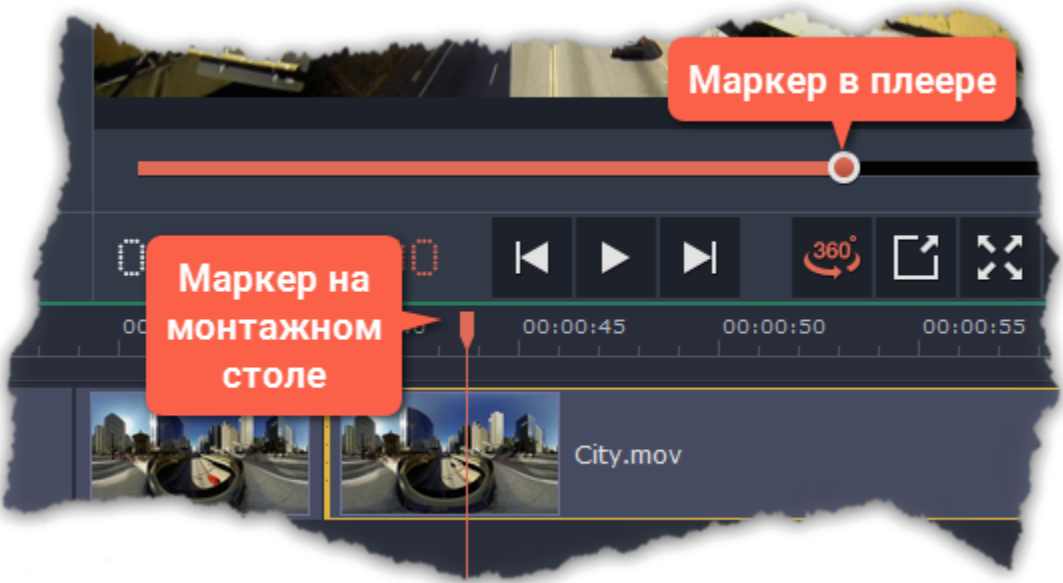 Маркер в плеере
360°
Маркер на
монтажном
столе
00:00:45
00:00:50
00:00:55
City.mov